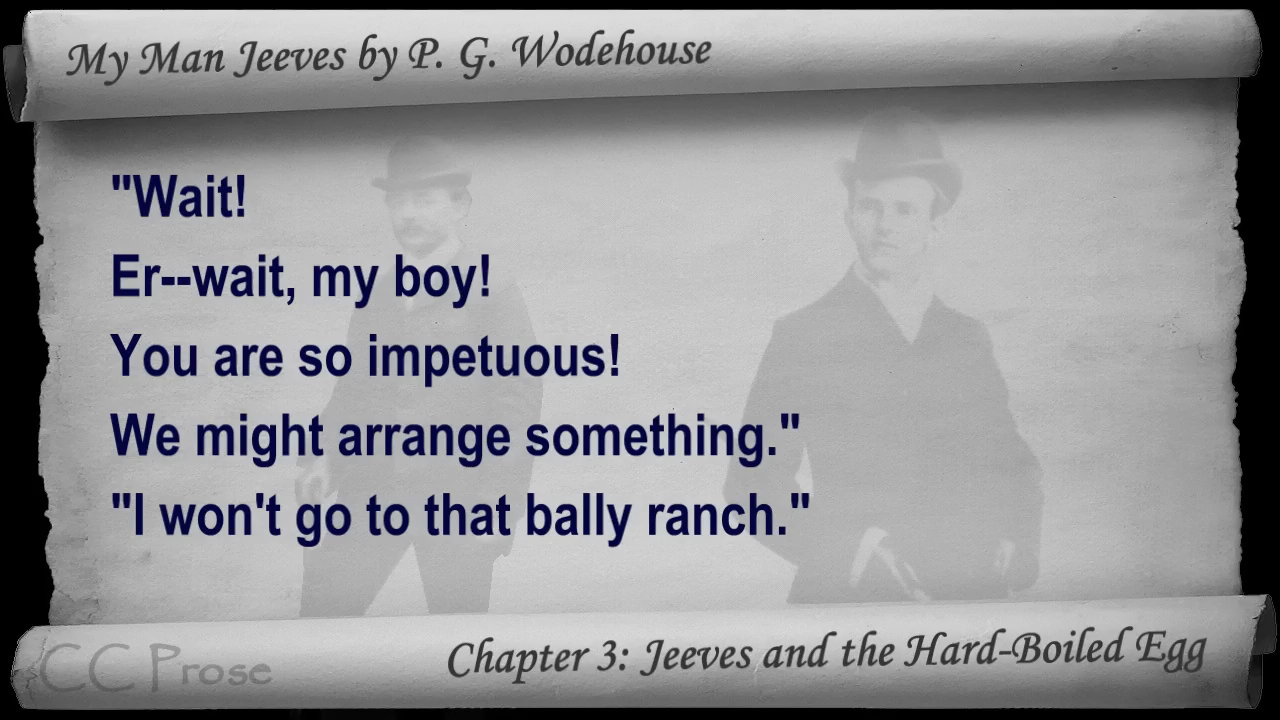 My Man Jeeves by P. G. Wodehouse
"Wait!
Er--wait, my boy!
You are so impetuous!
We might arrange something."
"I won't go to that bally ranch."
CC Prose
Chapter 3: Jeeves and the Hard-Boiled Egg